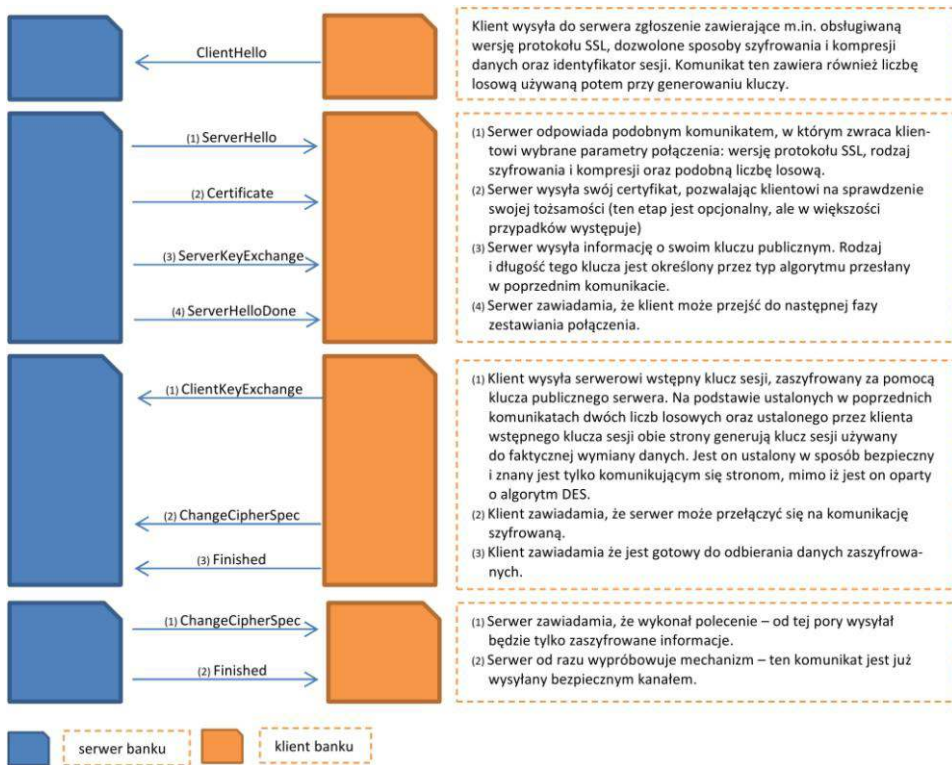 ClientHello
Klient wysyła do serwera zgłoszenie zawierające m.in. obsługiwaną
wersję protokołu SSL, dozwolone sposoby szyfrowania i kompresji
danych oraz identyfikator sesji. Komunikat ten zawiera również liczbę
losową używaną potem przy generowaniu kluczy.
(1) ServerHello
(2) Certificate
(3) ServerKeyExchange
(4) ServerHelloDone
(1) Serwer odpowiada podobnym komunikatem, w którym zwraca klien-
towi wybrane parametry połączenia: wersję protokołu SSL, rodzaj
szyfrowania i kompresji oraz podobną liczbę losową.
(2) Serwer wysyła swój certyfikat, pozwalając klientowi na sprawdzenie
swojej tożsamości (ten etap jest opcjonalny, ale w większości
przypadków występuje)
(3) Serwer wysyła informację o swoim kluczu publicznym. Rodzaj
i długość tego klucza jest określony przez typ algorytmu przesłany
w poprzednim komunikacie.
(4) Serwer zawiadamia, że klient może przejść do następnej fazy
zestawiania połączenia.
(1) ClientKeyExchange
(2) ChangeCipherSpec
(3) Finished
(1) Klient wysyła serwerowi wstępny klucz sesji, zaszyfrowany za pomocą
klucza publicznego serwera. Na podstawie ustalonych w poprzednich
komunikatach dwóch liczb losowych oraz ustalonego przez klienta
wstępnego klucza sesji obie strony generują klucz sesji używany
do faktycznej wymiany danych. Jest on ustalony w sposób bezpieczny
i znany jest tylko komunikującym się stronom, mimo iż jest on oparty
o algorytm DES.
(2) Klient zawiadamia, że serwer może przełączyć się na komunikację
szyfrowaną.
(3) Klient zawiadamia że jest gotowy do odbierania danych zaszyfrowa-
nych.
(1) ChangeCipherSpec
(2) Finished
(1) Serwer zawiadamia, że wykonał polecenie – od tej pory wysyłał
będzie tylko zaszyfrowane informacje.
(2) Serwer od razu wypróbowuje mechanizm – ten komunikat jest już
wysyłany bezpiecznym kanałem.
serwer banku
klient banku